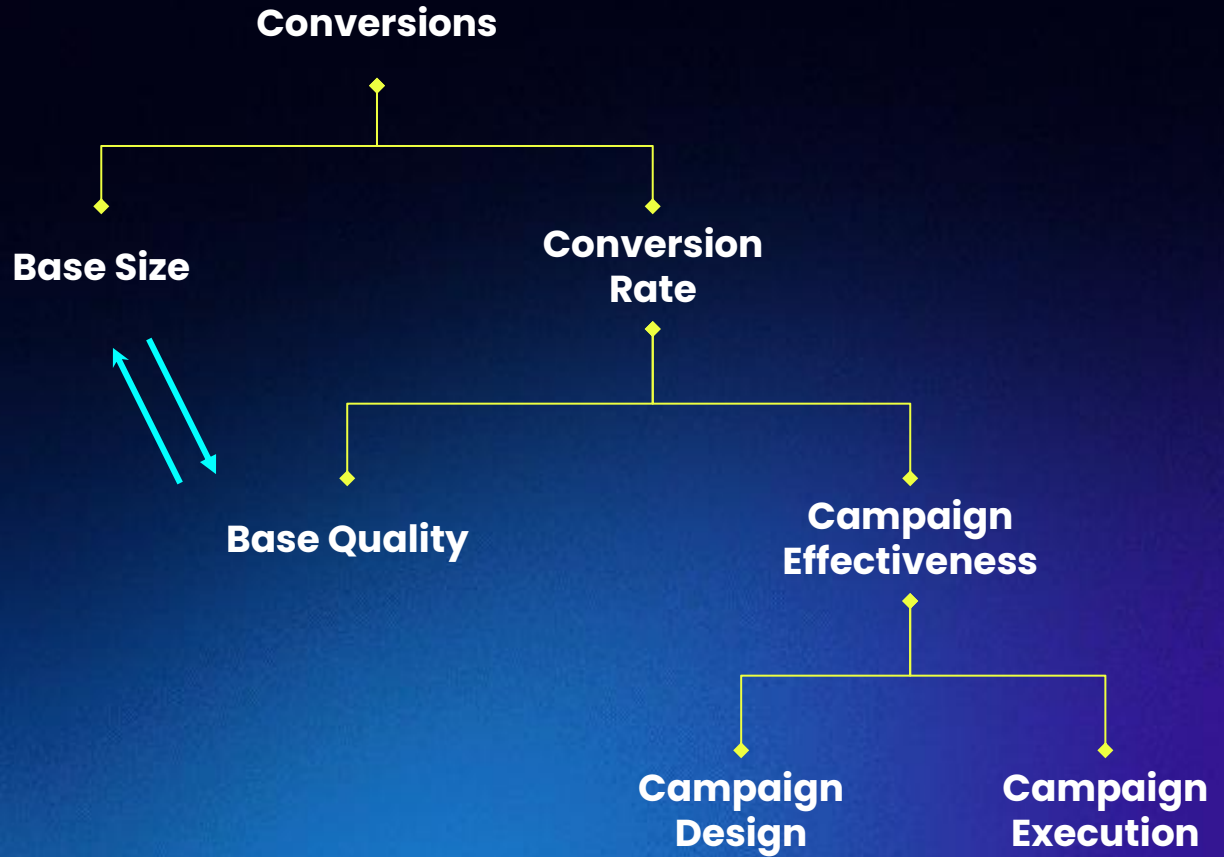 Conversions
Base Size
Conversion
Rate
Base Quality
Campaign
Effectiveness
Campaign
Design
Campaign
Execution